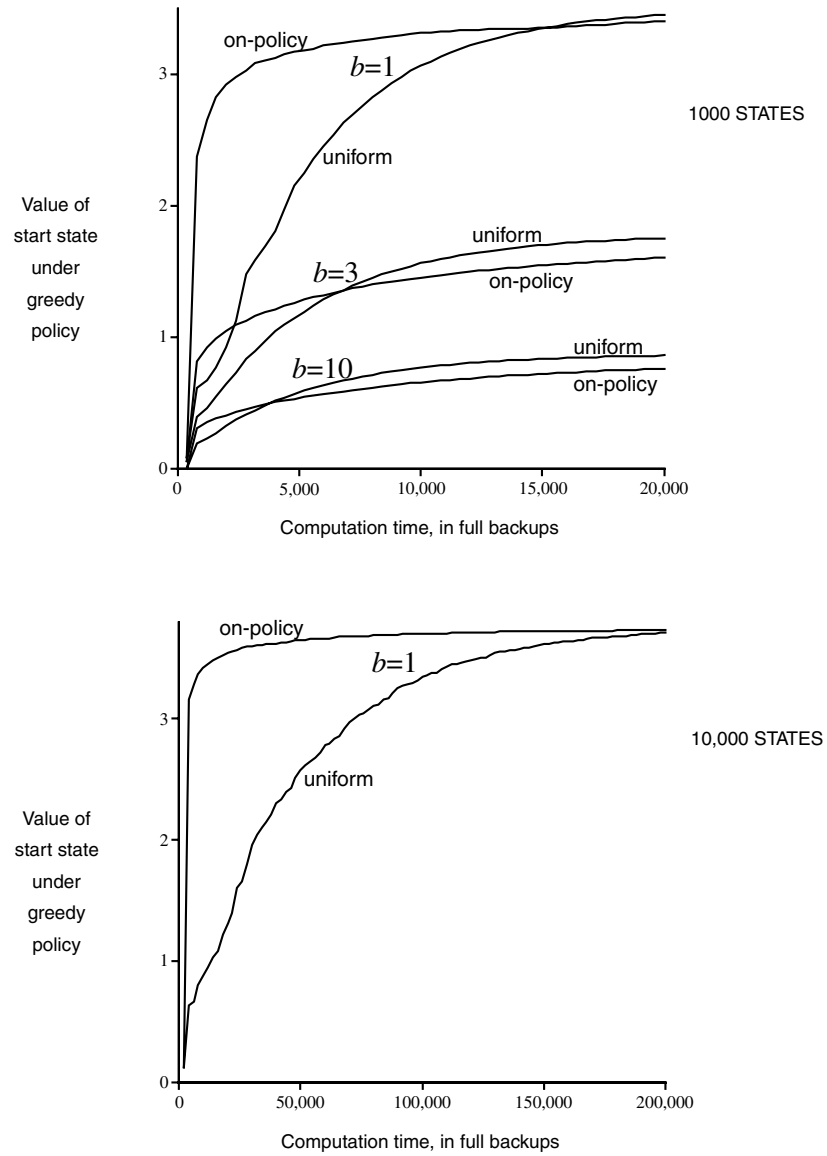 on-policy
b=1
uniform
1000 STATES
Value of
start state
under
greedy
policy
3
2
1
0
uniform
b=3
on-policy
uniform
b=10
on-policy
0
5,000
10,000
15,000
20,000
Computation time, in full backups
on-policy
b=1
uniform
10,000 STATES
Value of
start state
under
greedy
policy
3
2
1
0
0
50,000
100,000
150,000
200,000
Computation time, in full backups